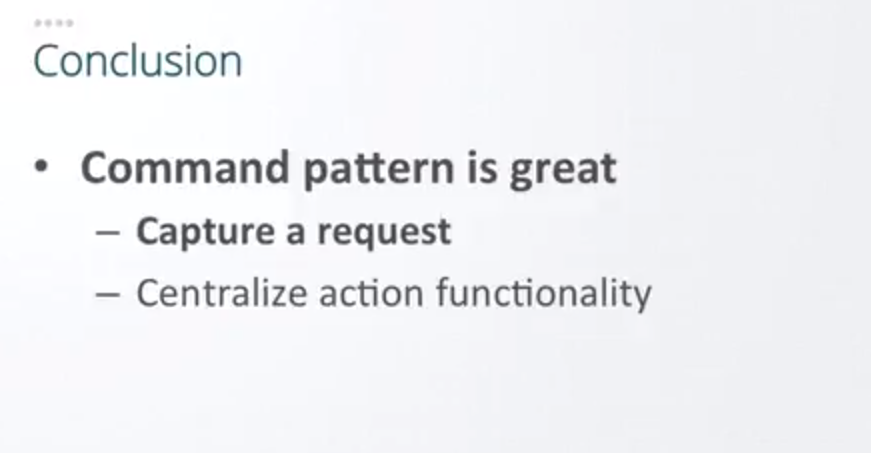 Conclusion
• Command pattern is great
– Capture a request
– Centralize action functionality